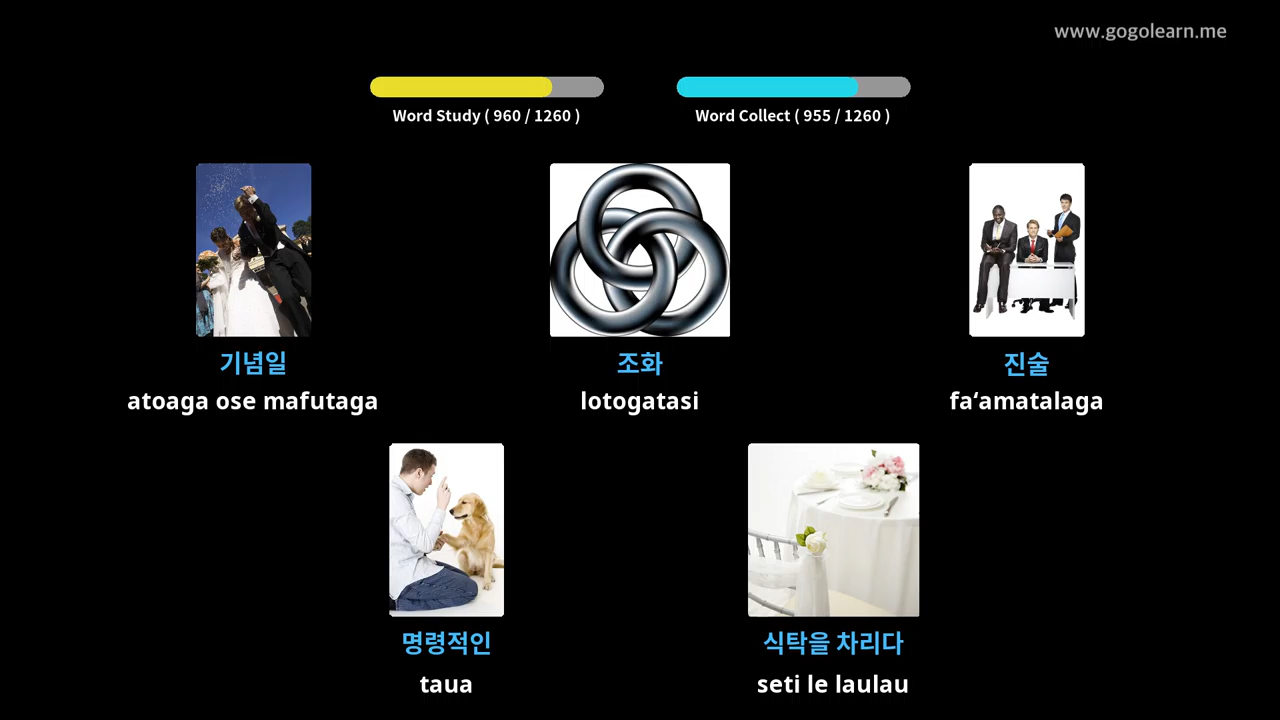 www.gogolearn.me
Word Study ( 960 / 1260 )
Word Collect ( 955 / 1260 )
기념일
조화
진술
atoaga ose mafutaga
lotogatasi
fa‘amatalaga
명령적인
식탁을 차리다
taua
seti le laulau